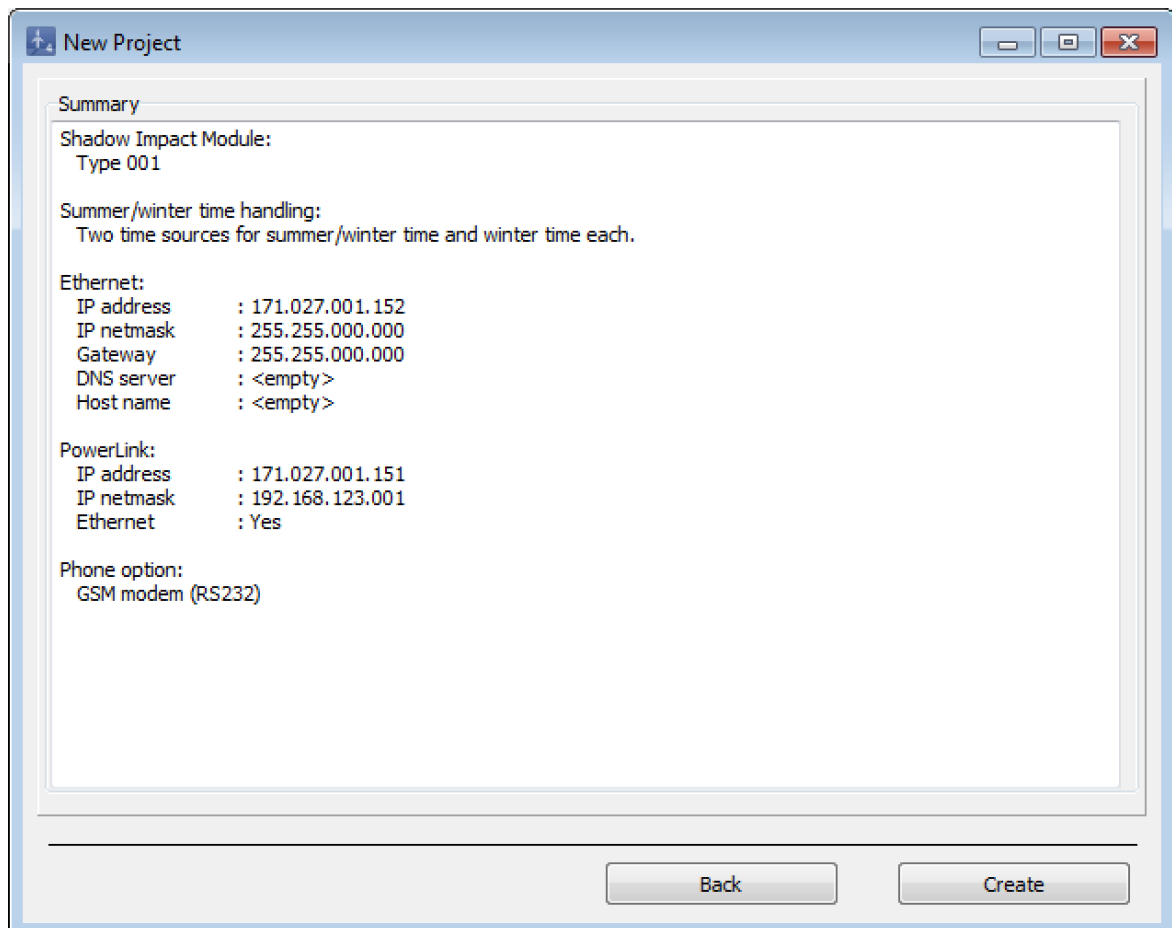 New Project
Summary
Shadow Impact Module:
Type 001
Summer/winter time handling:
Two time sources for summer/winter time and winter time each.
Ethernet:
IP address : 171.027.001.152
IP netmask : 255.255.000.000
Gateway : 255.255.000.000
DNS server : <empty>
Host name : <empty>
PowerLink:
IP address : 171.027.001.151
IP netmask : 192.168.123.001
Ethernet : Yes
Phone option:
GSM modem (RS232)
Back Create